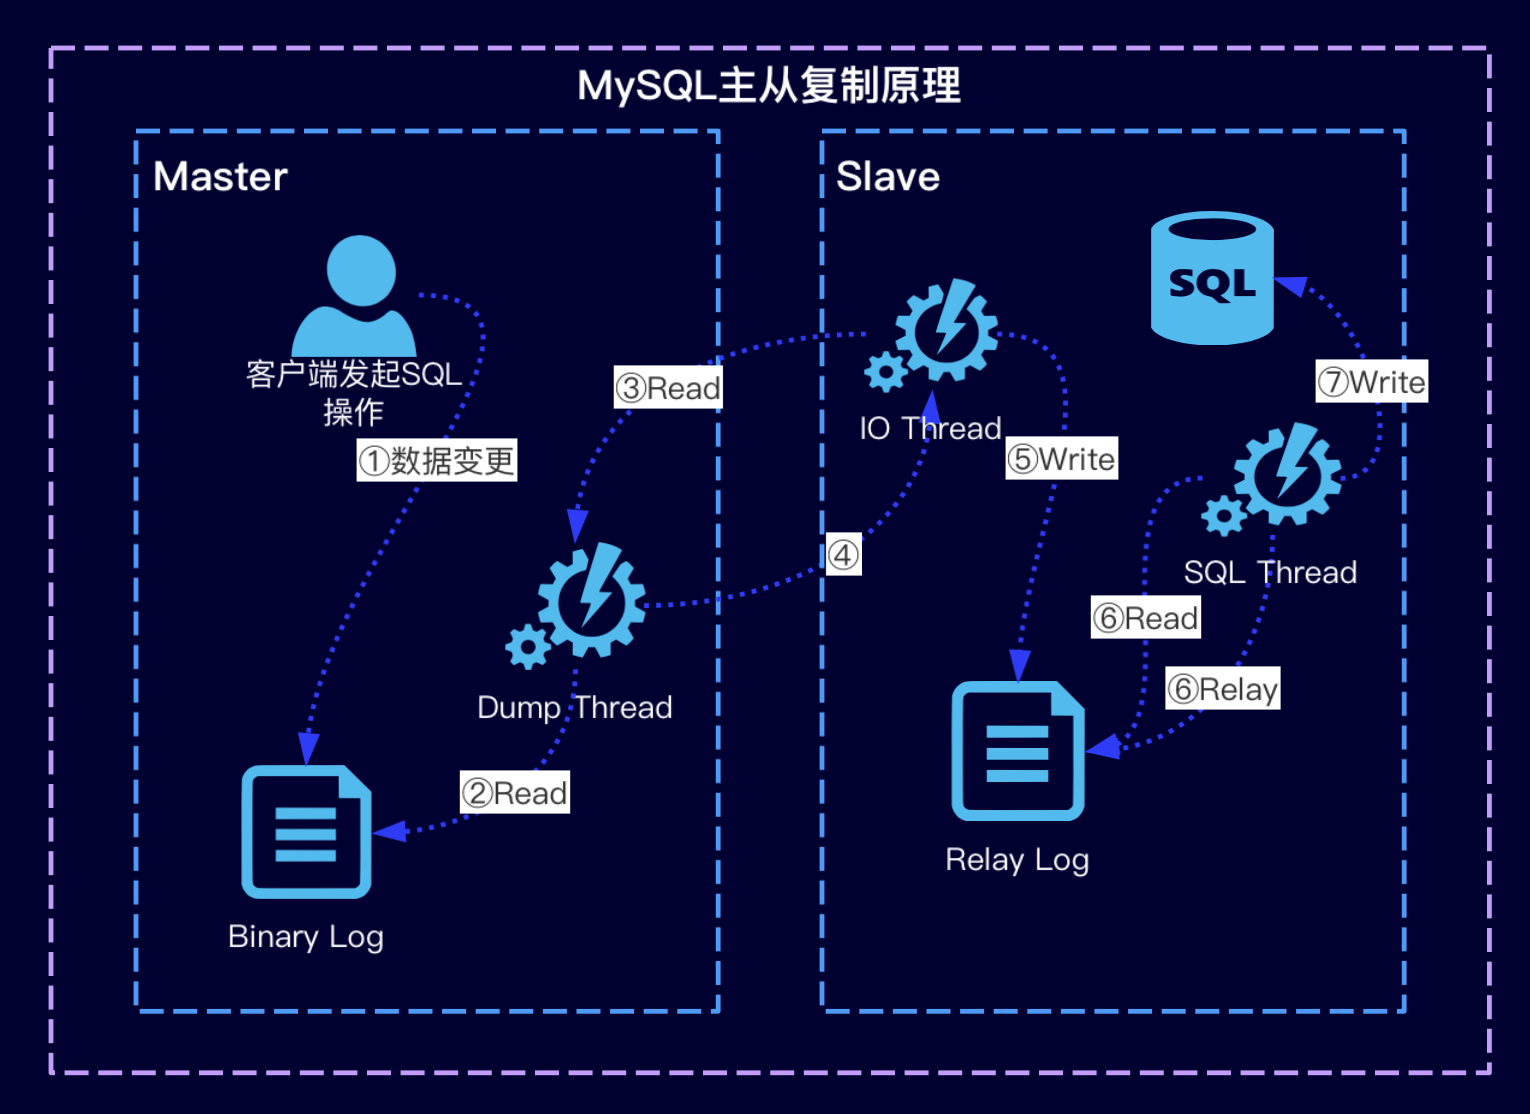 MySQL主从复制原理
Master
客户端发起SQL
操作
①数据变更
③Read
Dump Thread
②Read
Binary Log
④
Slave
SQL
IO Thread
⑤Write
⑦Write
SQL Thread
⑥Read
⑥Relay
Relay Log